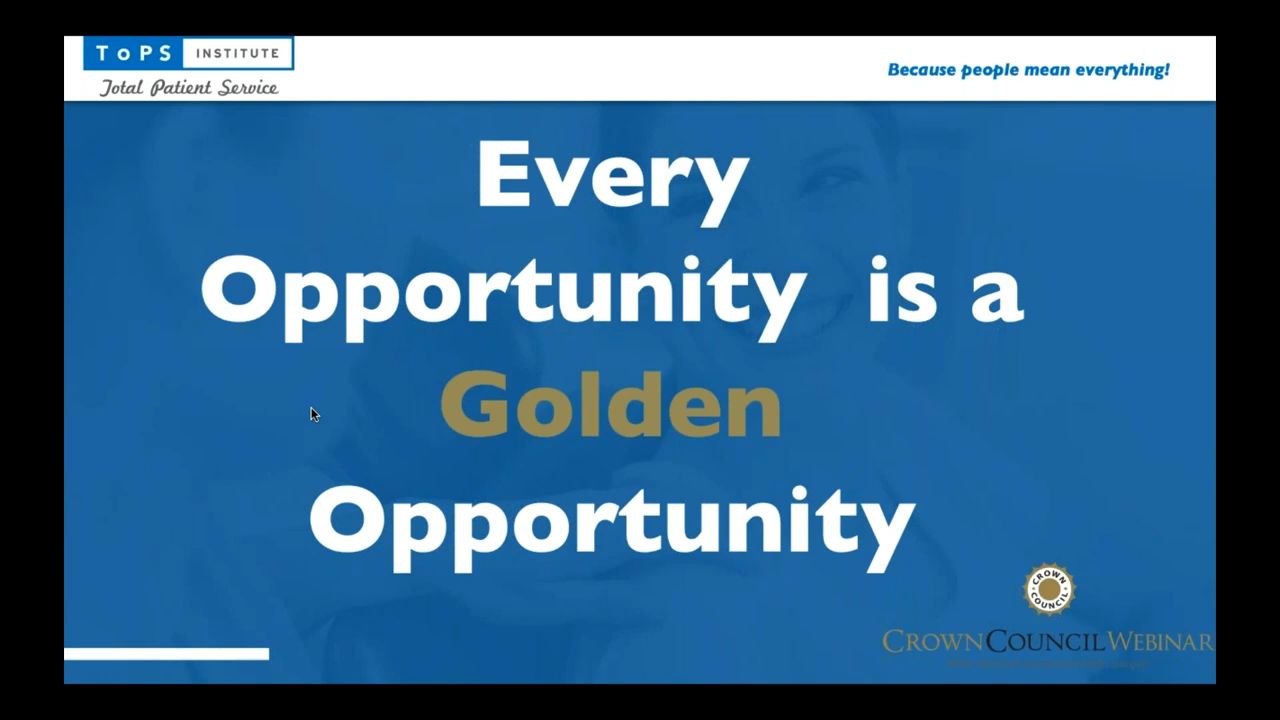 ToPS INSTITUTE
Total Patient Service
Because people mean everything!
Every
Opportunity is a
Golden
Opportunity
CROWN COUNCIL
CROWNCOUNCILWEBINAR